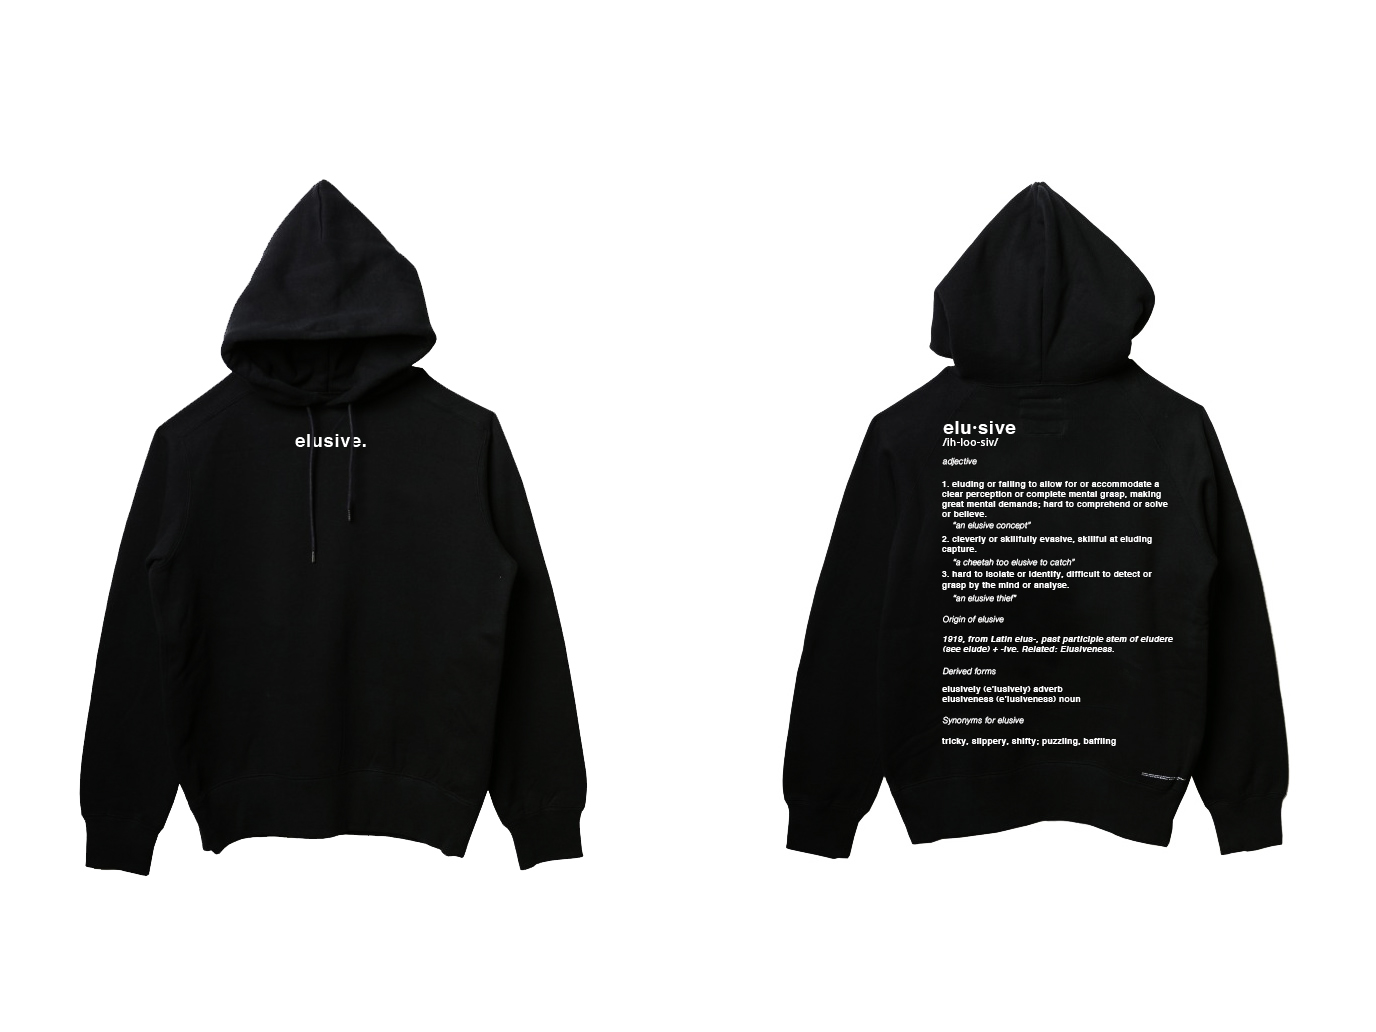 elusive.
elu·sive
/ih-loo-siv/
adjective
1. eluding or failing to allow for or accommodate a
clear perception or complete mental grasp, making
great mental demands; hard to comprehend or solve
or believe.
"an elusive concept"
2. cleverly or skillfully evasive, skillful at eluding
capture.
"a cheetah too elusive to catch"
3. hard to isolate or identify, difficult to detect or
grasp by the mind or analyse.
"an elusive thief"
Origin of elusive
1919, from Latin elus-, past participle stem of eludere
(see elude) + -ive. Related: Elusiveness.
Derived forms
elusively (e'lusively) adverb
elusiveness (e'lusiveness) noun
Synonyms for elusive
tricky, slippery, shifty; puzzling, baffling